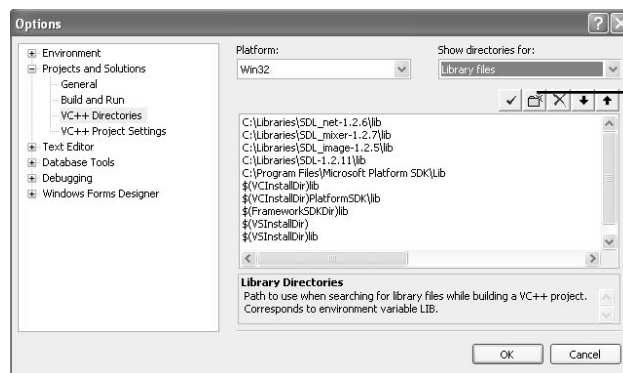 Options
Environment
Projects and Solutions
General
Build and Run
VC++ Directories
VC++ Project Settings
Text Editor
Database Tools
Debugging
Windows Forms Designer
Platform:
Show directories for:
Win32
Library files
C:\Libraries\SDL_net-1.2.6\lib
C:\Libraries\SDL_mixer-1.2.7\lib
C:\Libraries\SDL_image-1.2.5\lib
C:\Libraries\SDL-1.2.11\lib
C:\Program Files\Microsoft Platform SDK\Lib
$(VCInstallDir)lib
$(VCInstallDir)PlatformSDK\lib
$(FrameworkSDKDir)lib
$(VSInstallDir)
$(VSInstallDir)lib
Library Directories
Path to use when searching for library files while building a VC++ project.
Corresponds to environment variable LIB.
OK
Cancel